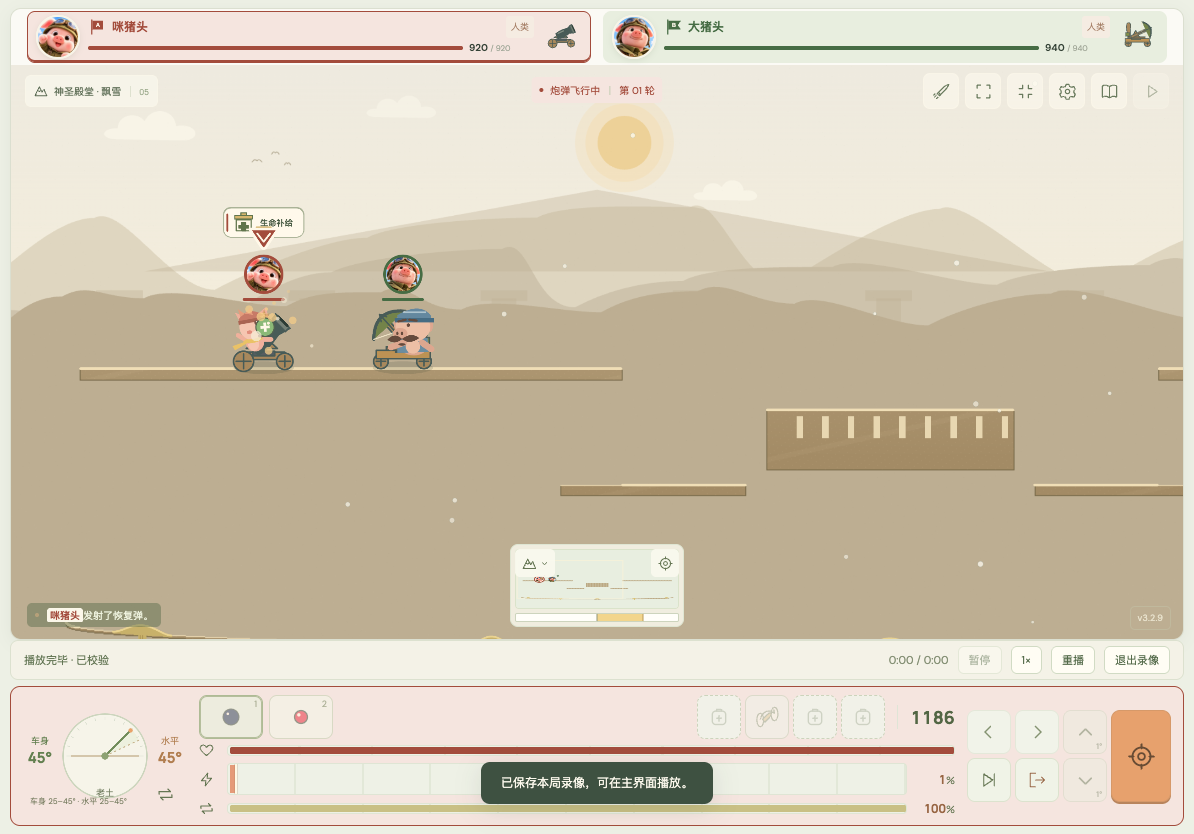 咪猪头
人类
920 / 920
大猪头
人类
940 / 940
神圣殿堂 · 飘雪 05
炮弹飞行中 第 01 轮
生命补给
咪猪头发射了恢复弹。
v3.2.9
播放完毕 · 已校验
0:00 / 0:00
暂停
1×
重播
退出录像
1
2
1186
车身
45°
水平
45°
老土
车身 25–45° · 水平 25–45°
1%
100%
1°
1°
已保存本局录像，可在主界面播放。